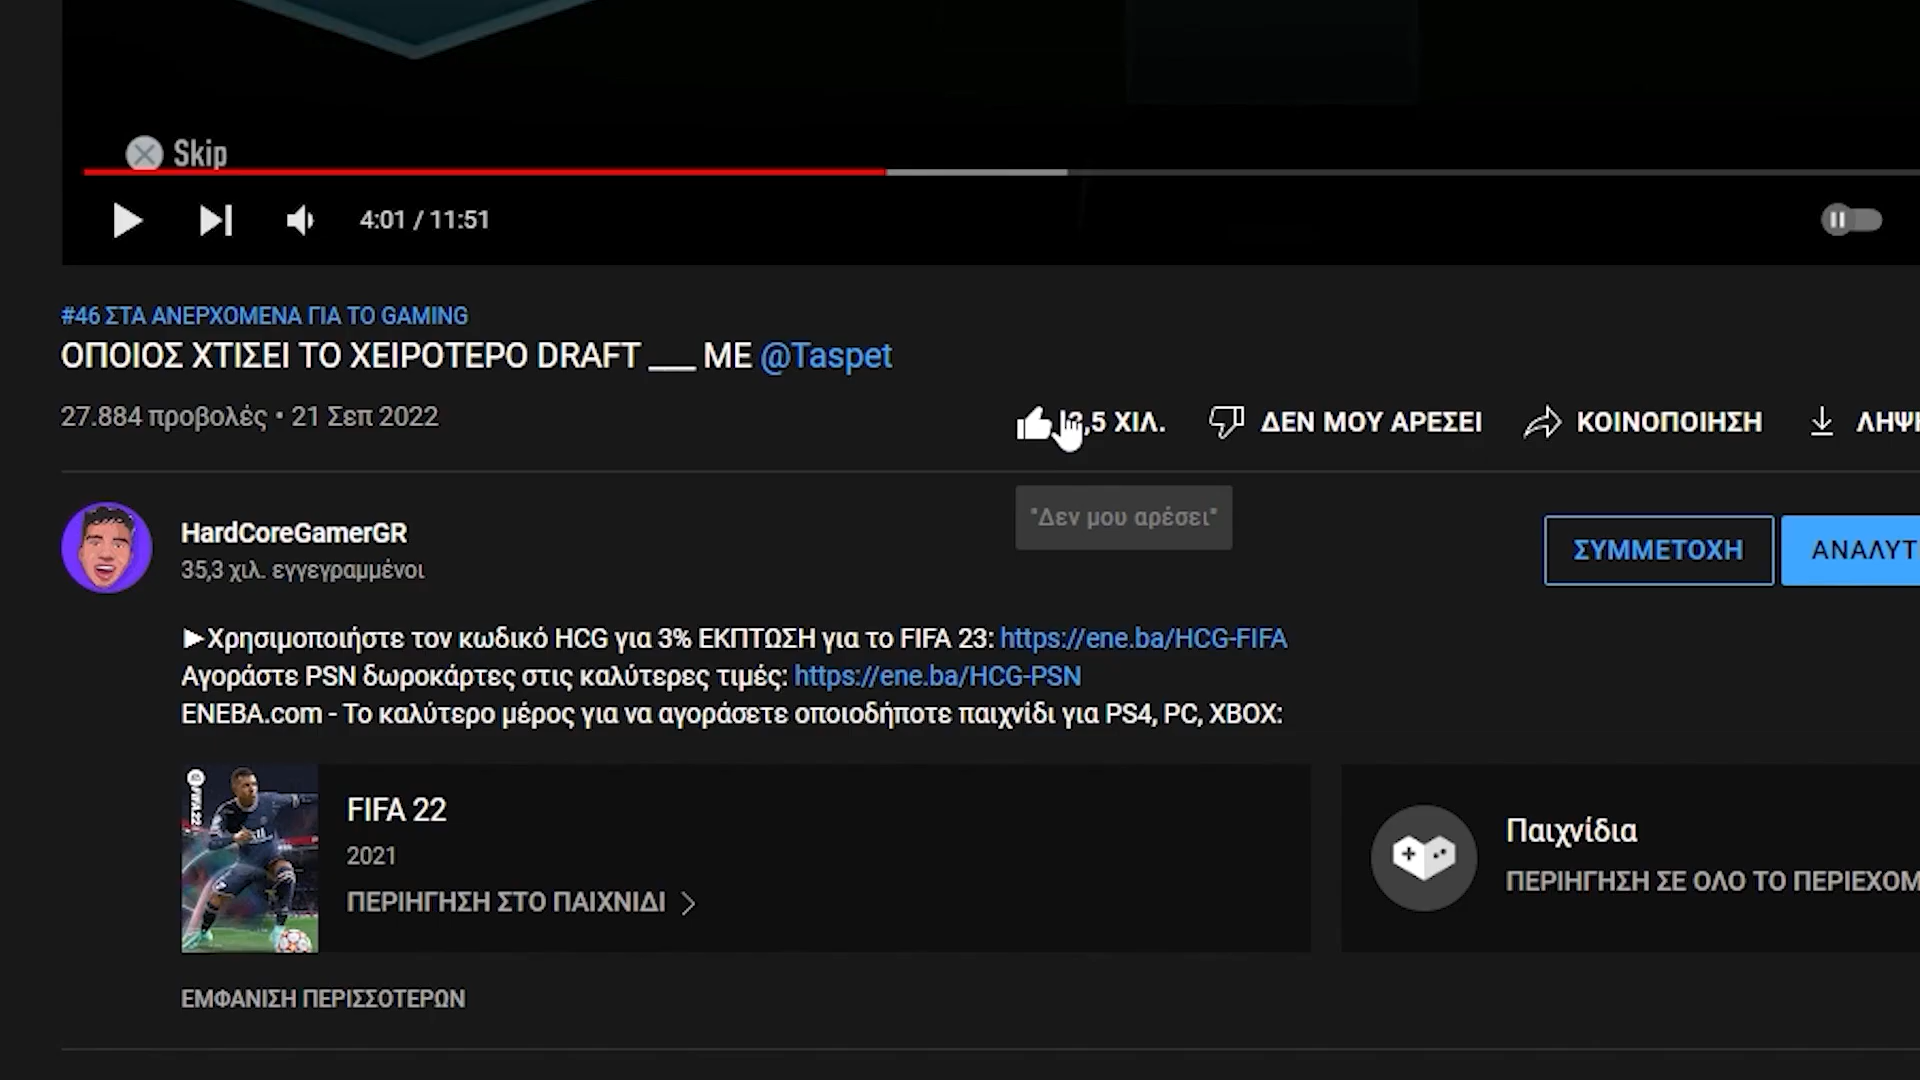 Skip
4:01 / 11:51
#46 ΣΤΑ ΑΝΕΡΧΟΜΕΝΑ ΓΙΑ ΤΟ GAMING
ΟΠΟΙΟΣ ΧΤΙΣΕΙ ΤΟ ΧΕΙΡΟΤΕΡΟ DRAFT ___ ΜΕ @Taspet
27.884 προβολές • 21 Σεπ 2022
,5 ΧΙΛ. ΔΕΝ ΜΟΥ ΑΡΕΣΕΙ ΚΟΙΝΟΠΟΙΗΣΗ ΛΗΨ
"Δεν μου αρέσει"
HardCoreGamerGR
35,3 χιλ. εγγεγραμμένοι
ΣΥΜΜΕΤΟΧΗ ΑΝΑΛΥΤ
►Χρησιμοποιήστε τον κωδικό HCG για 3% ΕΚΠΤΩΣΗ για το FIFA 23: https://ene.ba/HCG-FIFA
Αγοράστε PSN δωροκάρτες στις καλύτερες τιμές: https://ene.ba/HCG-PSN
ENEBA.com - Το καλύτερο μέρος για να αγοράσετε οποιοδήποτε παιχνίδι για PS4, PC, XBOX:
FIFA 22
2021
ΠΕΡΙΗΓΗΣΗ ΣΤΟ ΠΑΙΧΝΙΔΙ
Παιχνίδια
ΠΕΡΙΗΓΗΣΗ ΣΕ ΟΛΟ ΤΟ ΠΕΡΙΕΧΟΜ
ΕΜΦΑΝΙΣΗ ΠΕΡΙΣΣΟΤΕΡΩΝ